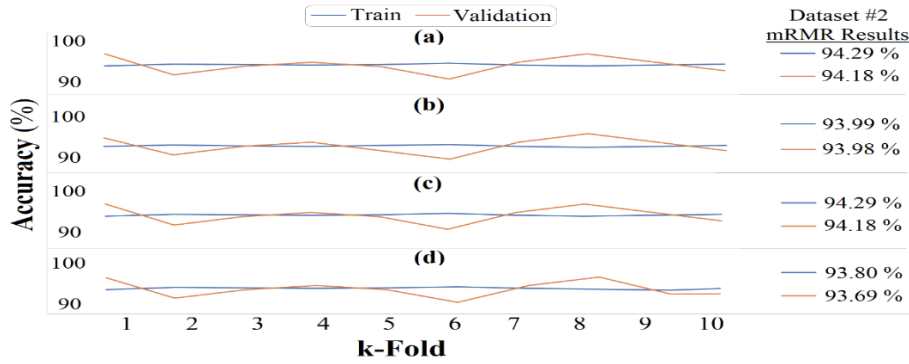 Train Validation
Dataset #2
mRMR Results
Accuracy (%)
(a)
100
90
94.29 %
94.18 %
(b)
100
90
93.99 %
93.98 %
(c)
100
90
94.29 %
94.18 %
(d)
100
90
93.80 %
93.69 %
1 2 3 4 5 6 7 8 9 10
k-Fold